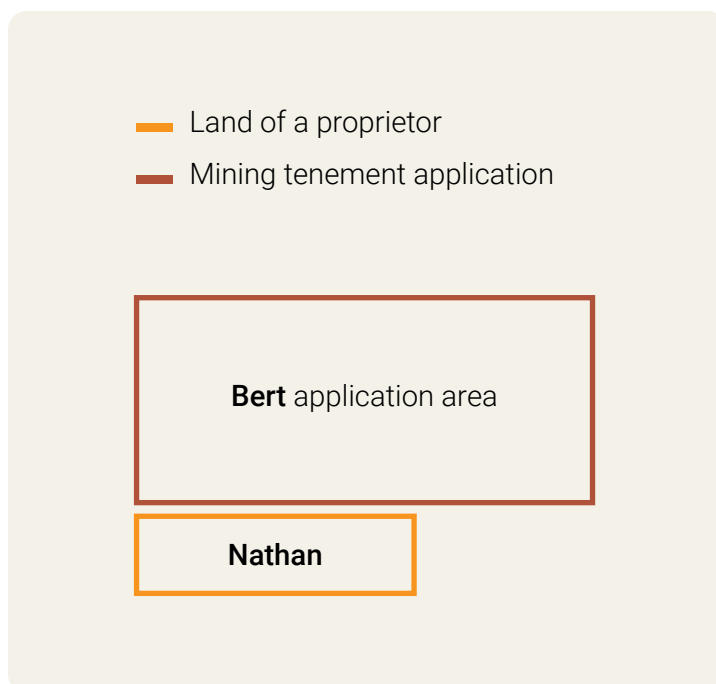 Land of a proprietor
Mining tenement application
Bert application area
Nathan